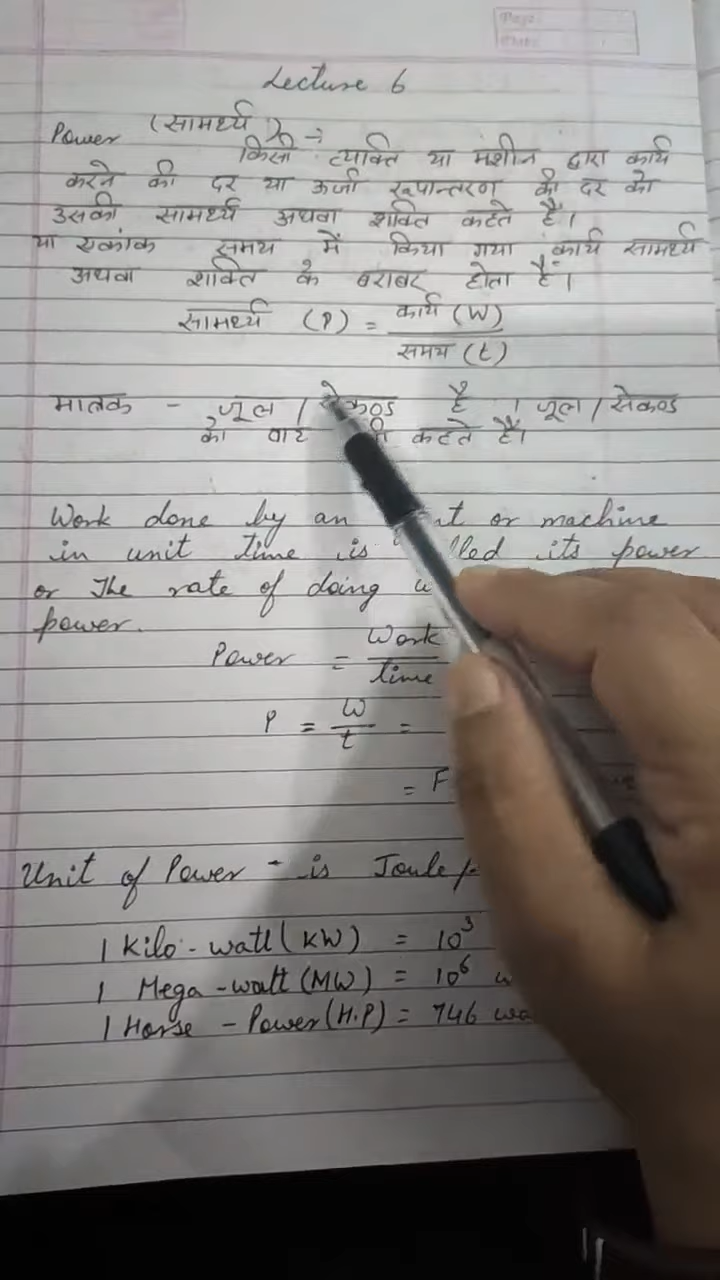 Lecture 6
Power (सामर्थ्य) →
किसी व्यक्ति या मशीन द्वारा कार्य
करने की दर या ऊर्जा रूपान्तरण की दर को
उसकी सामर्थ्य अथवा शक्ति कहते हैं।
या एकांक समय में किया गया कार्य सामर्थ्य
अथवा शक्ति के बराबर होता है।
सामर्थ्य (P) = कार्य (W)
समय (t)
मात्रक - जूल / सेकण्ड है । जूल / सेकण्ड
को वाट कहते है।
Work done by an or machine
in unit time is its power
or The rate of doing
power.
Power = Work
time
P = W =
t
= F
Unit of Power - is Joule
1 Kilo-watt (KW) = 10³
1 Mega-watt (MW) = 10⁶
1 Horse-Power (H.P) = 746